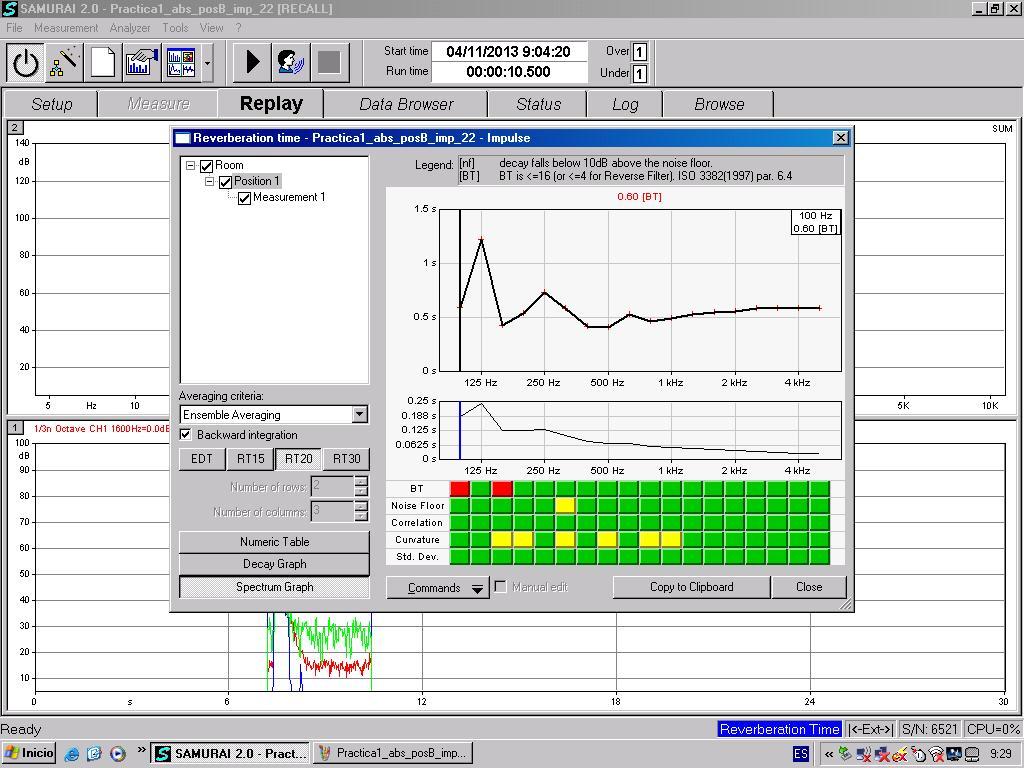 SAMURAI 2.0 - Practica1_abs_posB_imp_22 [RECALL]
File Measurement Analyzer Tools View ?
Start time 04/11/2013 9:04:20 Over 1
Run time 00:00:10.500 Under 1
Setup Measure Replay Data Browser Status Log Browse
2
SUM
140
dB
120
100
80
60
40
20
5 Hz 10 5K 10K
Reverberation time - Practica1_abs_posB_imp_22 - Impulse
Room
Position 1
Measurement 1
Legend: [nf] decay falls below 10dB above the noise floor.
[BT] BT is <=16 (or <=4 for Reverse Filter). ISO 3382(1997) par. 6.4
0.60 [BT]
1.5 s
1 s
0.5 s
0 s
100 Hz
0.60 [BT]
125 Hz 250 Hz 500 Hz 1 kHz 2 kHz 4 kHz
0.25 s
0.188 s
0.125 s
0.0625 s
0 s
125 Hz 250 Hz 500 Hz 1 kHz 2 kHz 4 kHz
BT
Noise Floor
Correlation
Curvature
Std. Dev.
Averaging criteria:
Ensemble Averaging
Backward integration
EDT RT15 RT20 RT30
Number of rows: 2
Number of columns: 3
Numeric Table
Decay Graph
Spectrum Graph
Commands Manual edit Copy to Clipboard Close
1 1/3n Octave CH1 1600Hz=0.0dB
100
dB
90
80
70
60
50
40
30
20
10
0 s 6 12 18 24 30
Ready Reverberation Time |<-Ext->| S/N: 6521 CPU=0%
Inicio » SAMURAI 2.0 - Pract... Practica1_abs_posB_imp... ES « 9:29